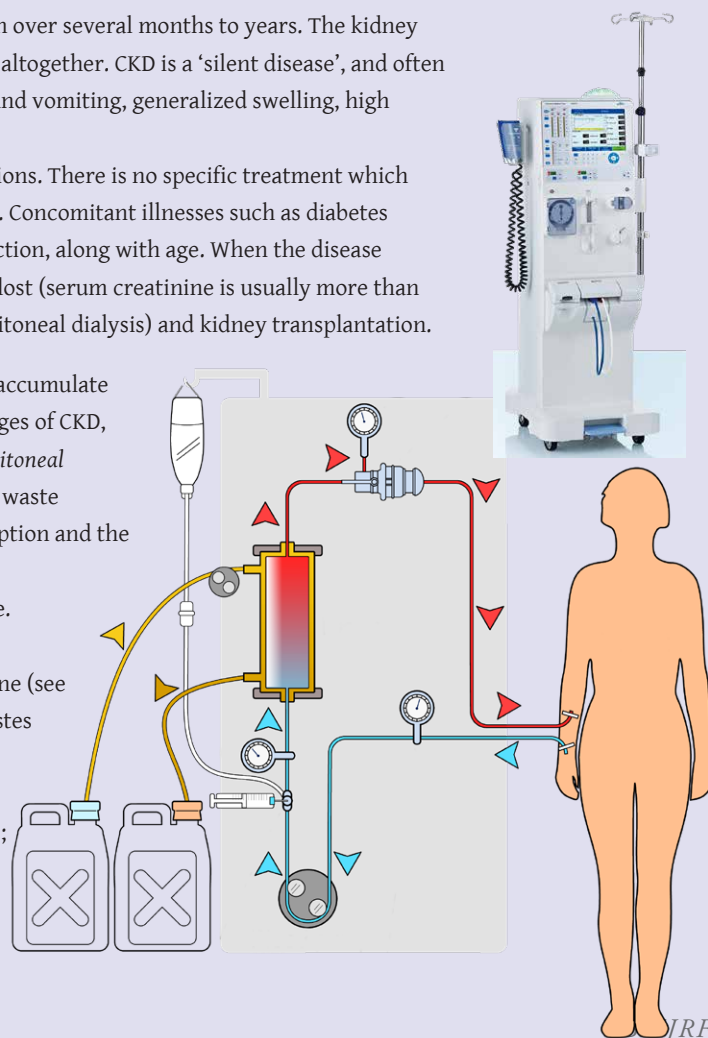 n over several months to years. The kidney
altogether. CKD is a ‘silent disease’, and often
and vomiting, generalized swelling, high
ions. There is no specific treatment which
. Concomitant illnesses such as diabetes
ction, along with age. When the disease
lost (serum creatinine is usually more than
itoneal dialysis) and kidney transplantation.
accumulate
ges of CKD,
itoneal
waste
ption and the
e.
ne (see
stes
;
JRF